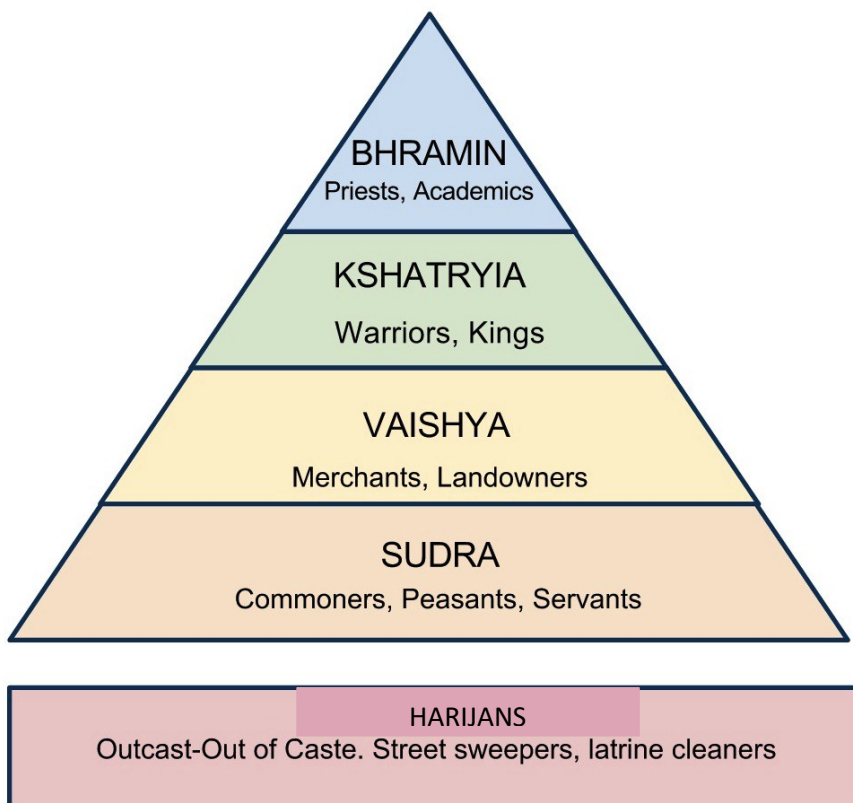 BHRAMIN
Priests, Academics
KSHATRYIA
Warriors, Kings
VAISHYA
Merchants, Landowners
SUDRA
Commoners, Peasants, Servants
HARIJANS
Outcast-Out of Caste. Street sweepers, latrine cleaners